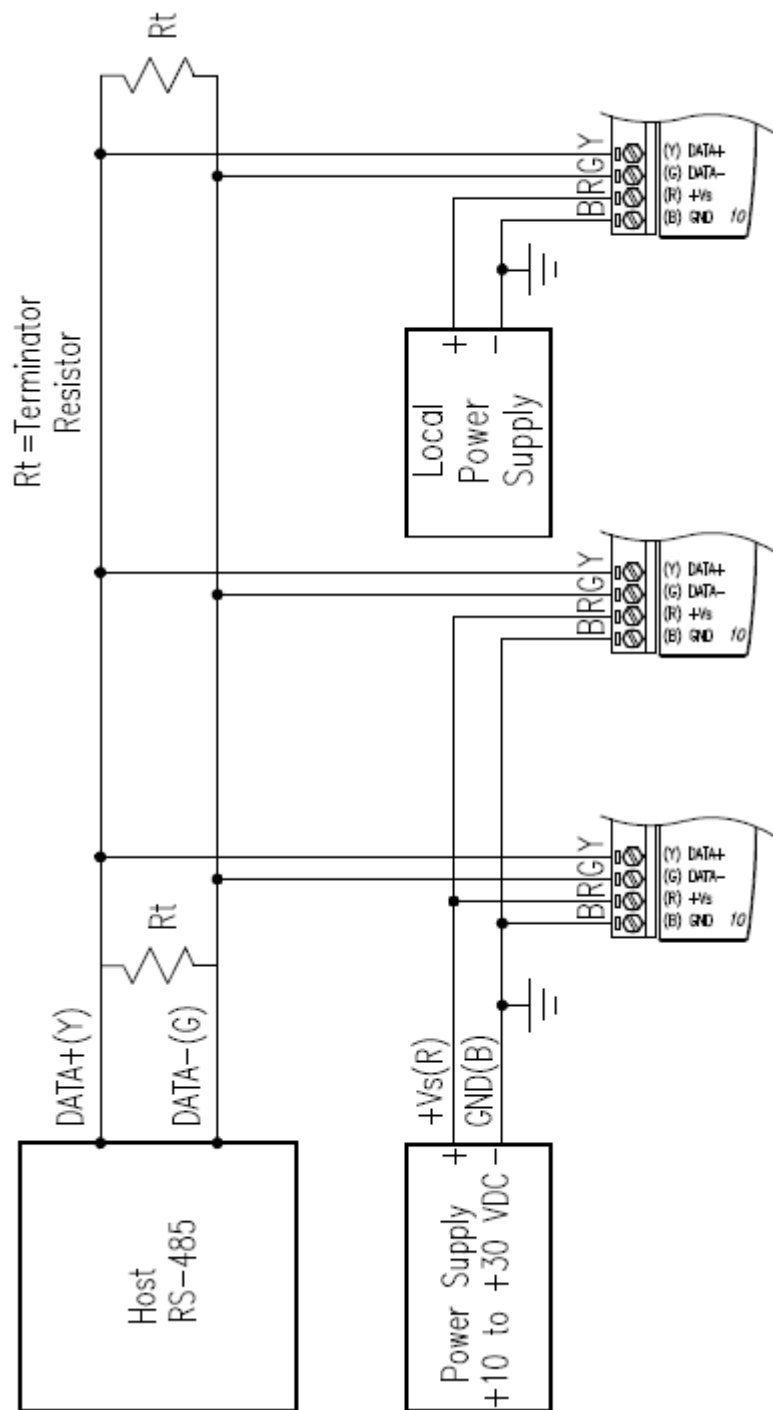 Rt =Terminator
Resistor
Rt
Rt
DATA+(Y)
DATA-(G)
Host
RS-485
+Vs(R)
GND(B)
+
-
Power Supply
+10 to +30 VDC
+
-
Local
Power
Supply
BRGY
(Y) DATA+
(G) DATA-
(R) +Vs
(B) GND 10
BRGY
(Y) DATA+
(G) DATA-
(R) +Vs
(B) GND 10
BRGY
(Y) DATA+
(G) DATA-
(R) +Vs
(B) GND 10